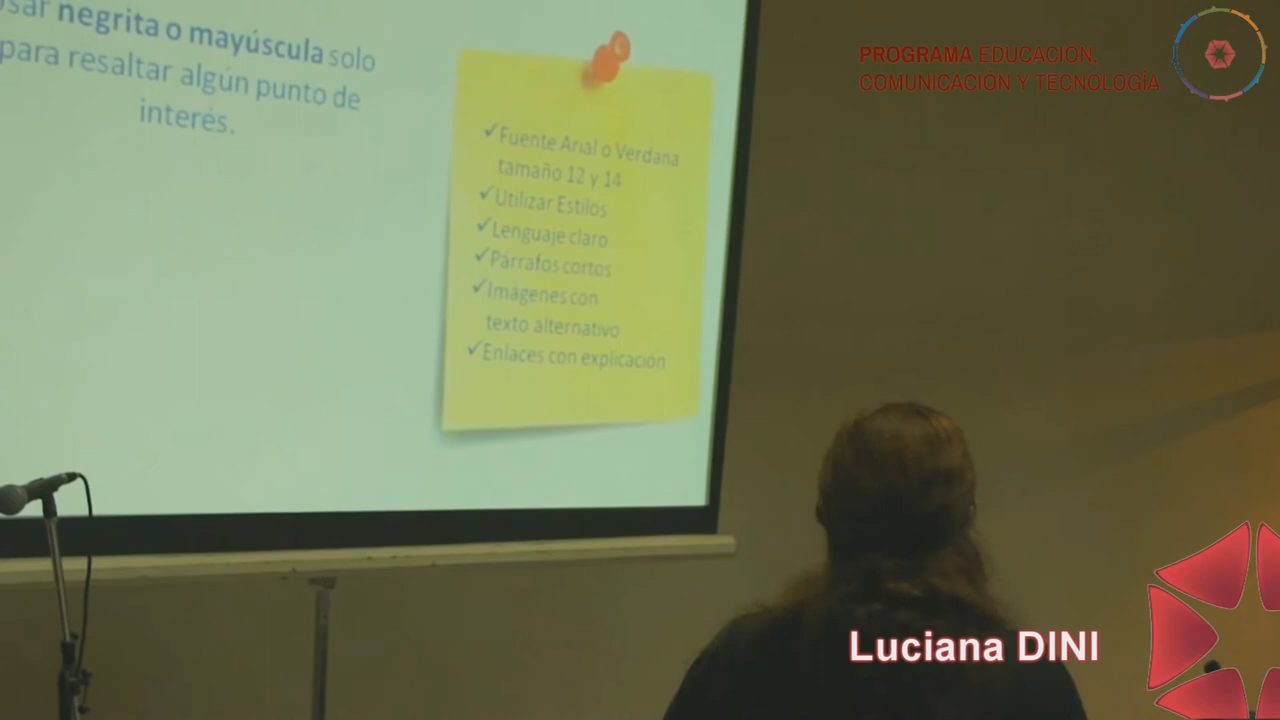 negrita o mayúscula solo
para resaltar algún punto de
interés.
✓Fuente Arial o Verdana
tamaño 12 y 14
✓Utilizar Estilos
✓Lenguaje claro
✓Párrafos cortos
✓Imágenes con
texto alternativo
✓Enlaces con explicación
PROGRAMA EDUCACIÓN,
COMUNICACIÓN Y TECNOLOGÍA
Luciana DINI